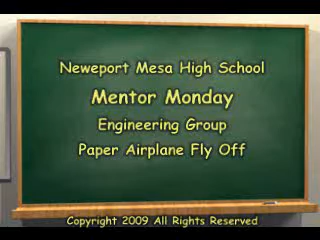 Neweport Mesa High School
Mentor Monday
Engineering Group
Paper Airplane Fly Off
Copyright 2009 All Rights Reserved